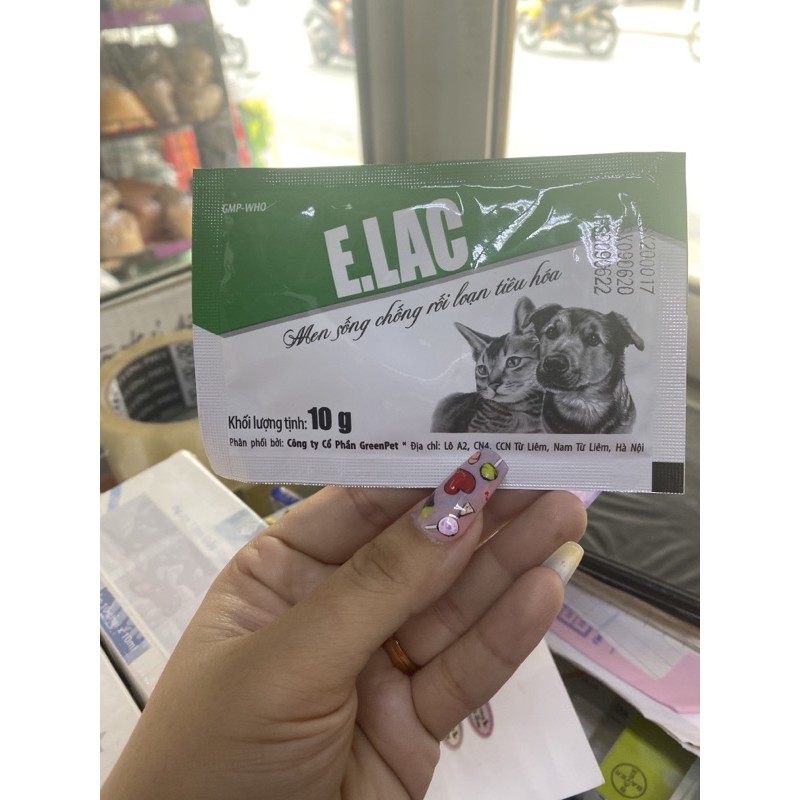 GMP-WHO
E.LAC
Men sống chống rối loạn tiêu hóa
Khối lượng tịnh: 10 g
Phân phối bởi: Công ty Cổ Phần GreenPet * Địa chỉ: Lô A2, CN4, CCN Từ Liêm, Nam Từ Liêm, Hà Nội
BAYER